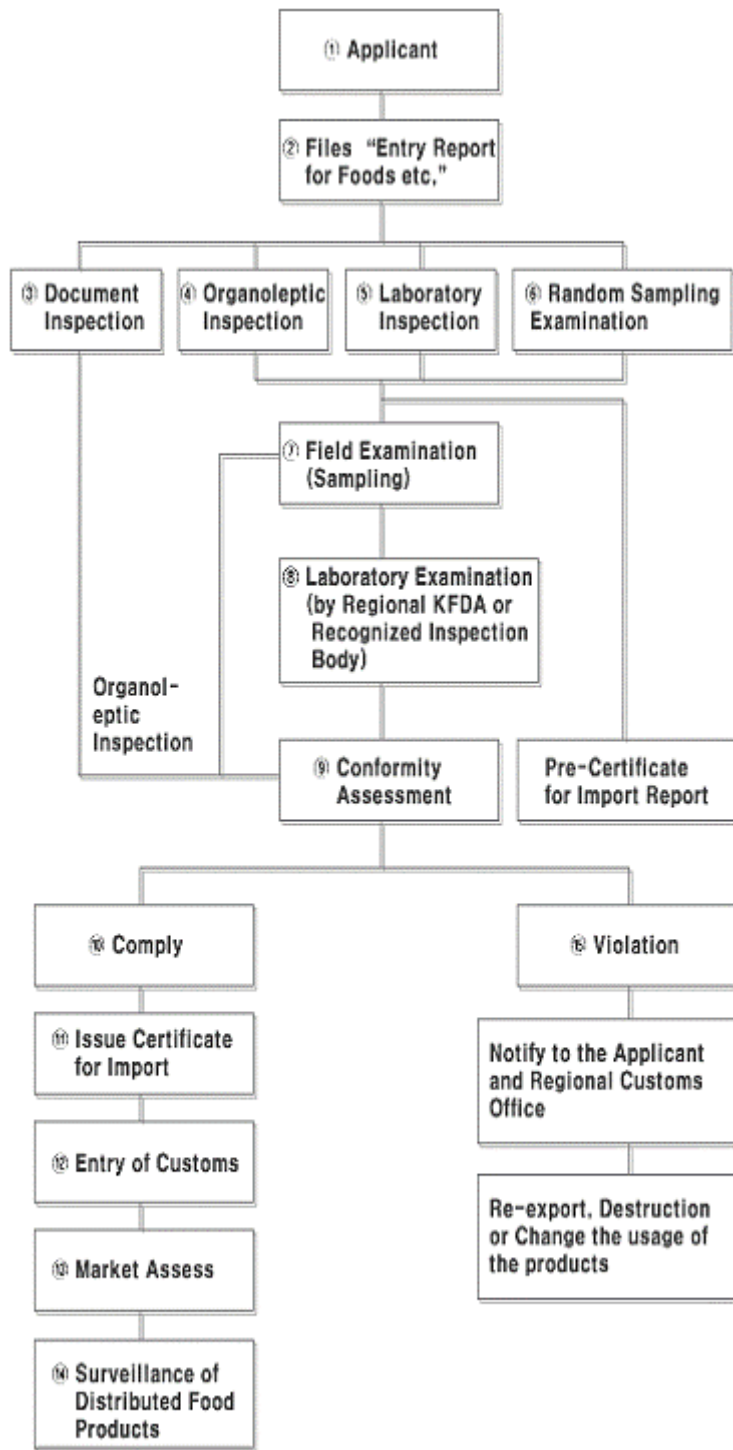 ① Applicant
② Files “Entry Report
for Foods etc,”
③ Document
Inspection
④ Organoleptic
Inspection
⑤ Laboratory
Inspection
⑥ Random Sampling
Examination
⑦ Field Examination
(Sampling)
⑧ Laboratory Examination
(by Regional KFDA or
Recognized Inspection
Body)
Organol-
eptic
Inspection
⑨ Conformity
Assessment
Pre-Certificate
for Import Report
⑩ Comply
⑮ Violation
⑪ Issue Certificate
for Import
Notify to the Applicant
and Regional Customs
Office
⑫ Entry of Customs
Re-export, Destruction
or Change the usage of
the products
⑬ Market Assess
⑭ Surveillance of
Distributed Food
Products